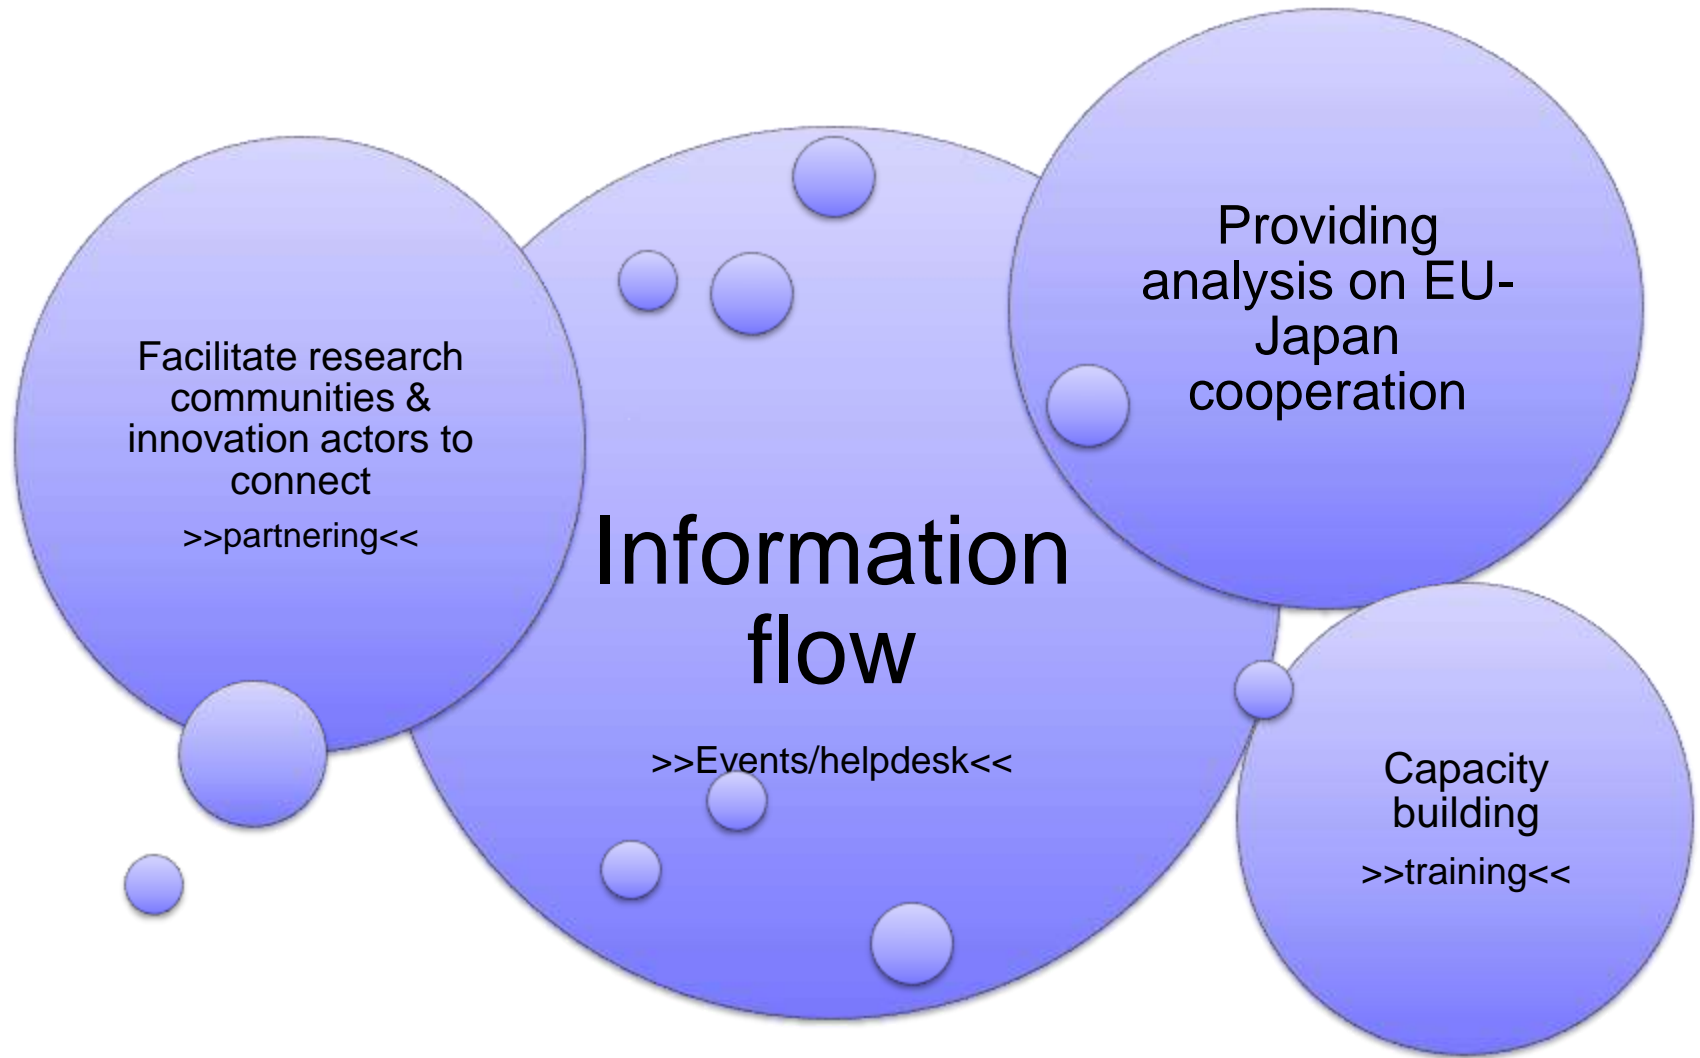 Facilitate research
communities &
innovation actors to
connect
>>partnering<<
Information
flow
>>Events/helpdesk<<
Providing
analysis on EU-
Japan
cooperation
Capacity
building
>>training<<